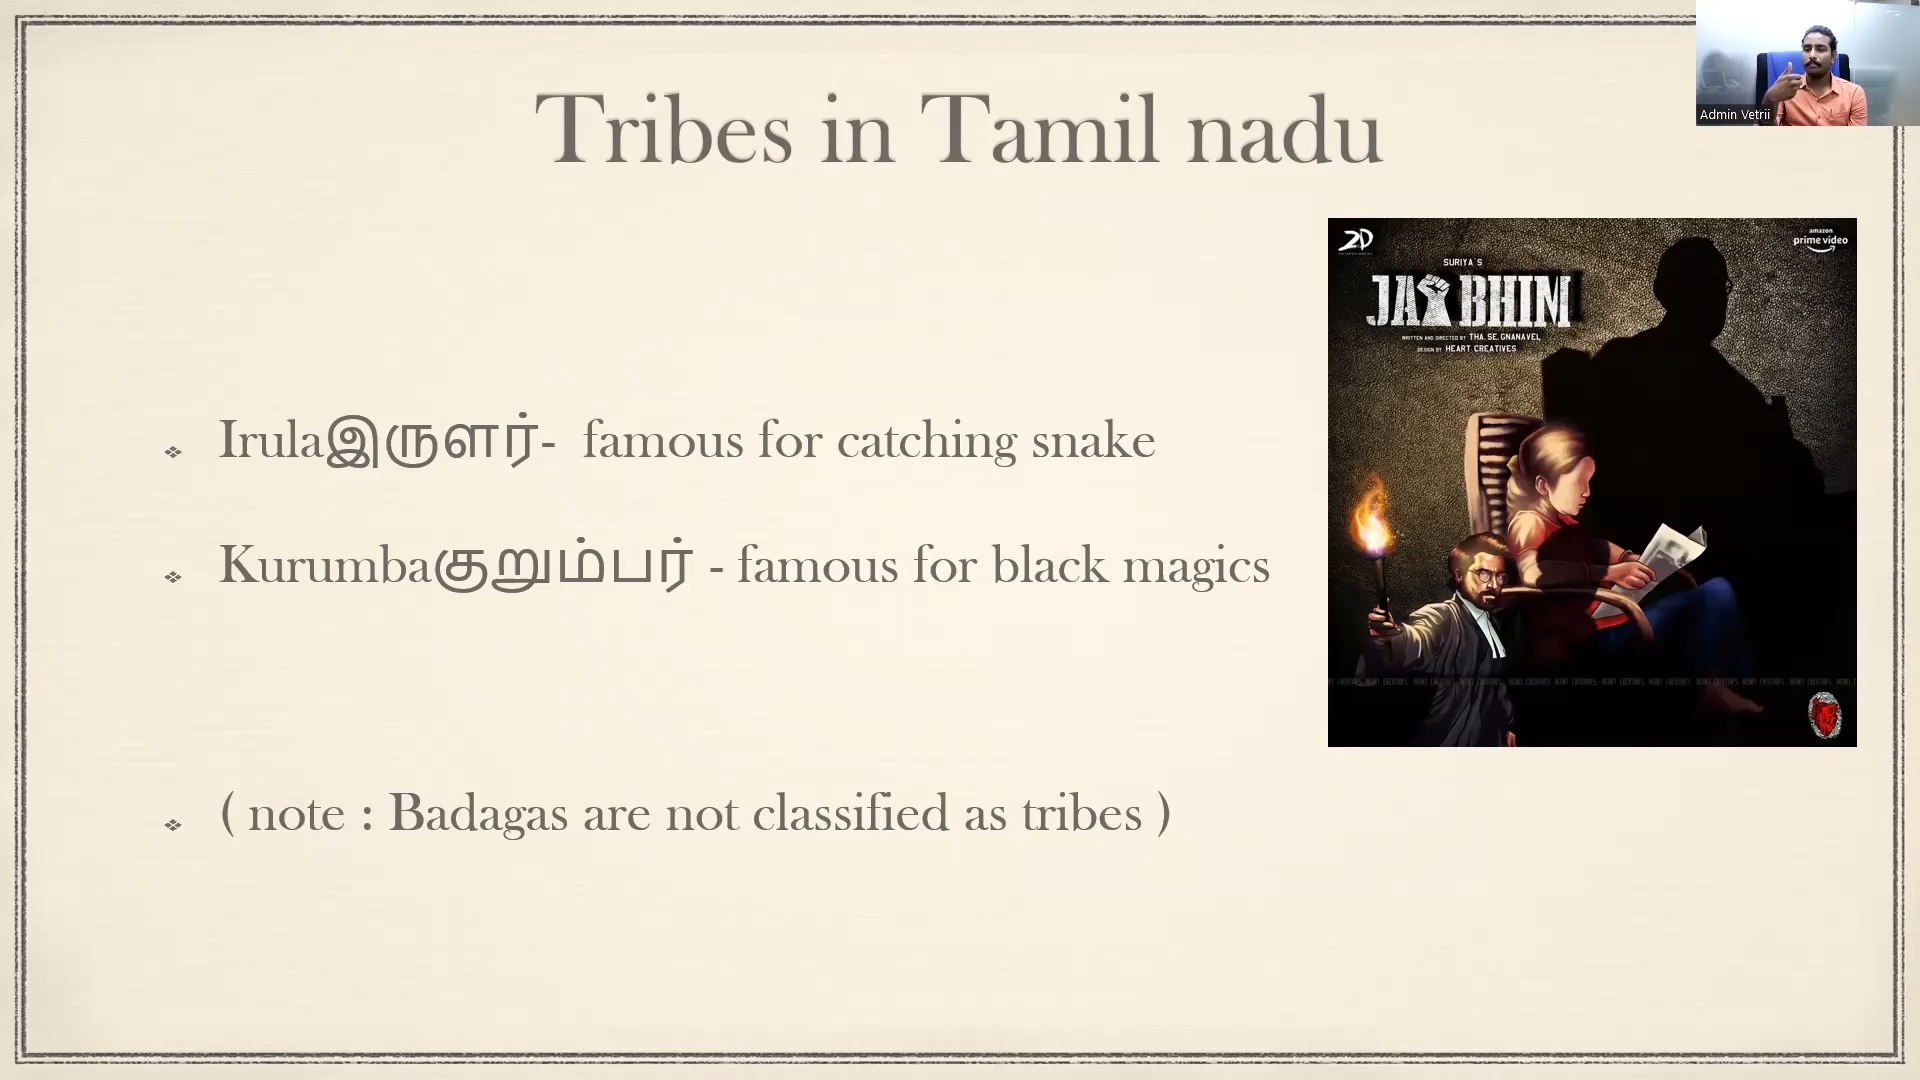 Tribes in Tamil nadu
Admin Vetrii
2D
amazon
prime video
SURIYA'S
JAI BHIM
WRITTEN AND DIRECTED BY THA.SE.GNANAVEL
DESIGN BY HEART CREATIVES
Irulaஇருளர்- famous for catching snake
Kurumbaகுறும்பர் - famous for black magics
( note : Badagas are not classified as tribes )